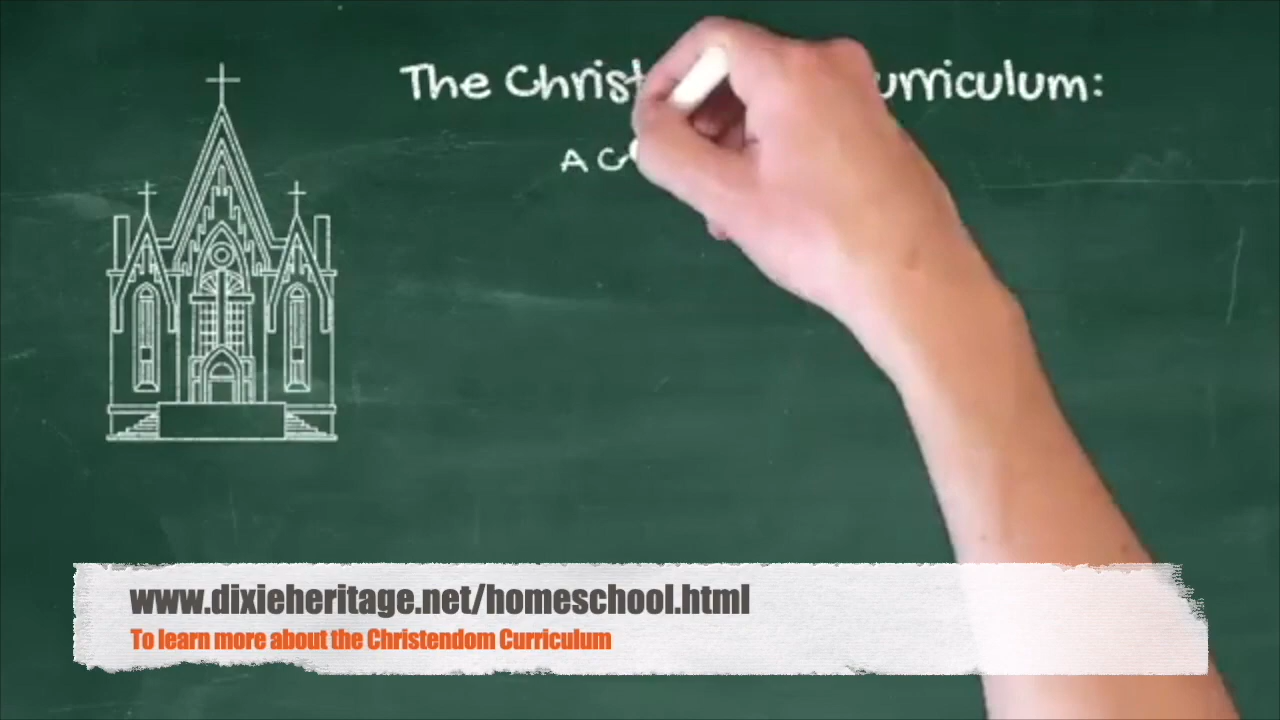 The Christ urriculum:
A
www.dixieheritage.net/homeschool.html
To learn more about the Christendom Curriculum